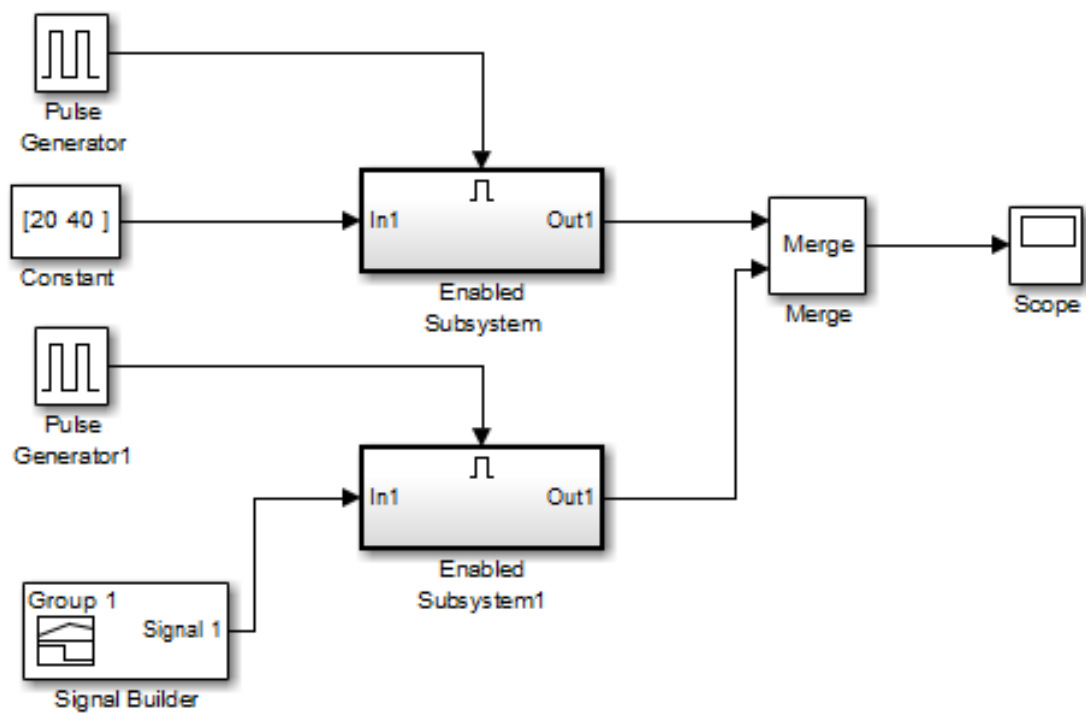 Pulse
Generator
[20 40 ]
Constant
In1
Out1
Enabled
Subsystem
Merge
Merge
Scope
Pulse
Generator1
In1
Out1
Enabled
Subsystem1
Group 1
Signal 1
Signal Builder